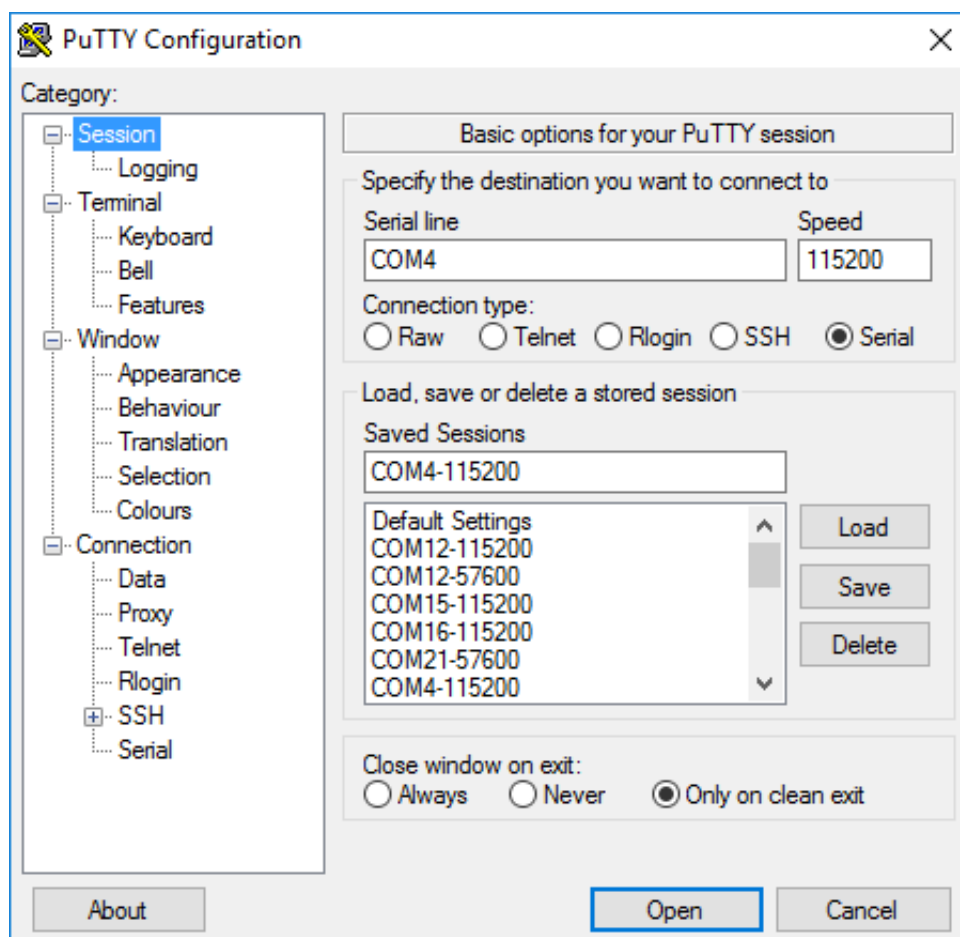 PuTTY Configuration
Category:
Session
Logging
Terminal
Keyboard
Bell
Features
Window
Appearance
Behaviour
Translation
Selection
Colours
Connection
Data
Proxy
Telnet
Rlogin
SSH
Serial
Basic options for your PuTTY session
Specify the destination you want to connect to
Serial line Speed
COM4 115200
Connection type:
Raw Telnet Rlogin SSH Serial
Load, save or delete a stored session
Saved Sessions
COM4-115200
Default Settings
COM12-115200
COM12-57600
COM15-115200
COM16-115200
COM21-57600
COM4-115200
Load
Save
Delete
Close window on exit:
Always Never Only on clean exit
About Open Cancel